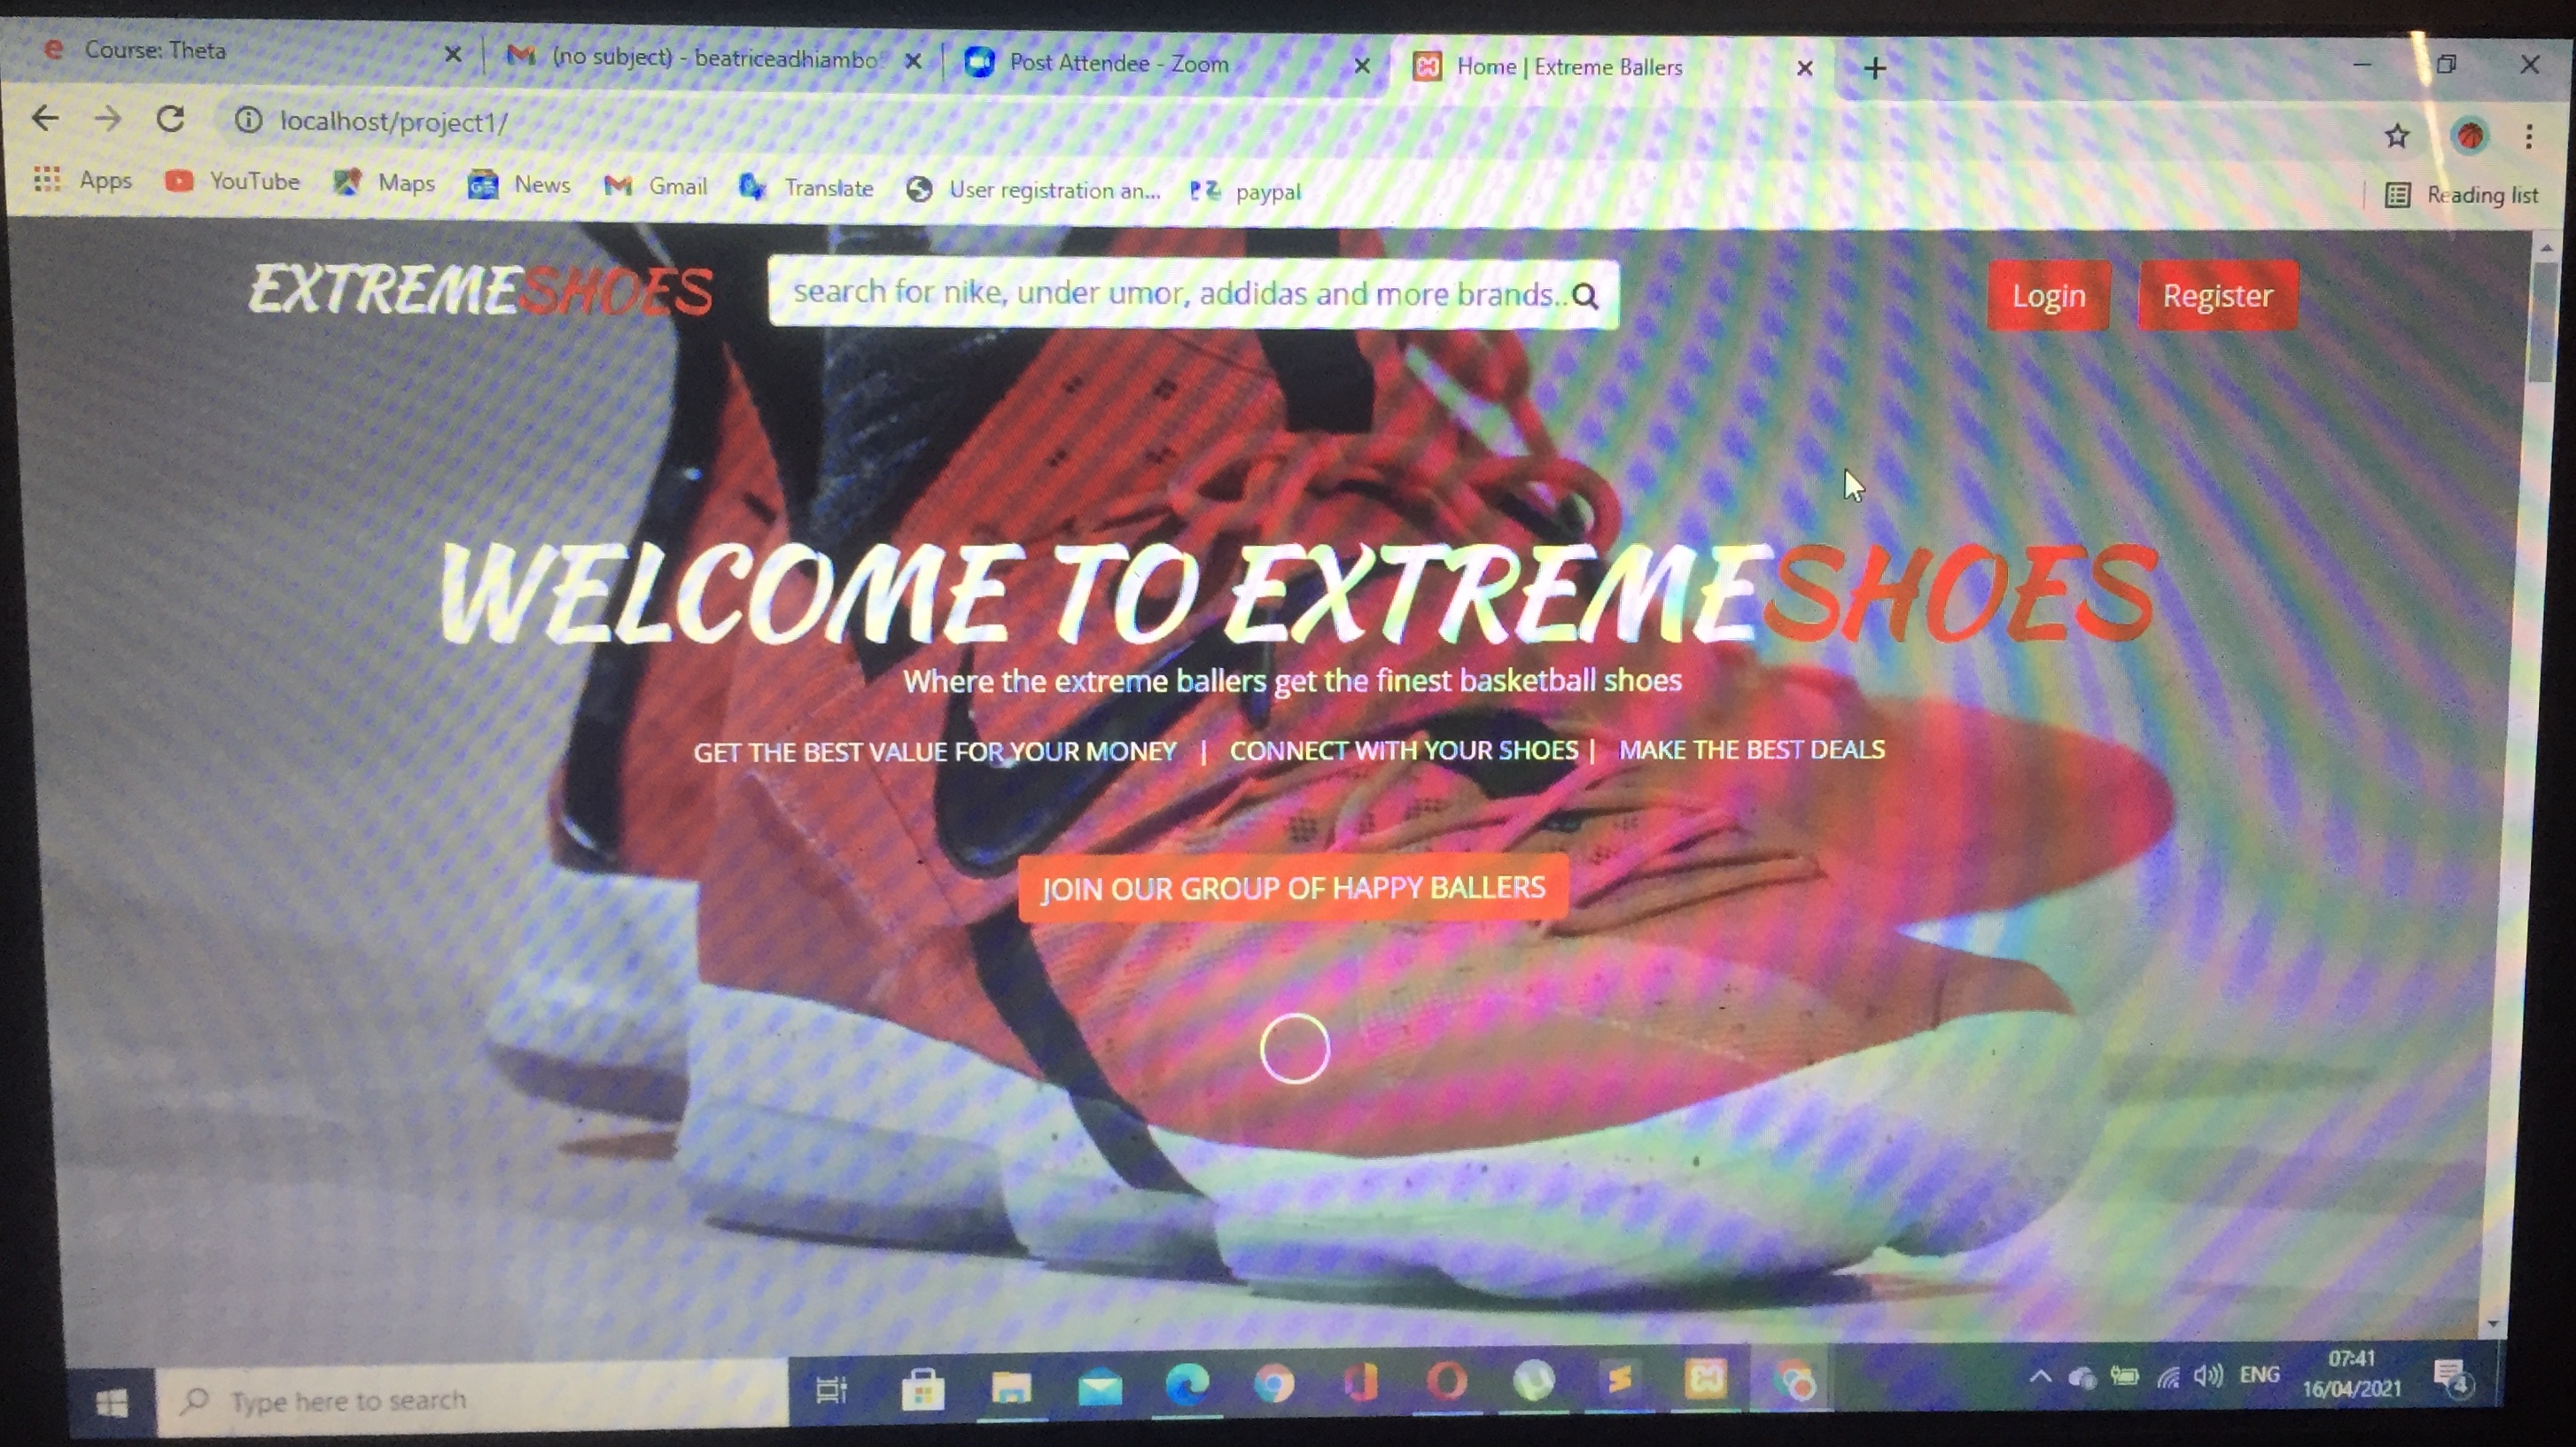 Course: Theta
(no subject) - beatriceadhiambo
Post Attendee - Zoom
Home | Extreme Ballers
localhost/project1/
Apps
YouTube
Maps
News
Gmail
Translate
User registration an...
paypal
Reading list
EXTREMESHOES
search for nike, under umor, addidas and more brands..
Login
Register
WELCOME TO EXTREMESHOES
Where the extreme ballers get the finest basketball shoes
GET THE BEST VALUE FOR YOUR MONEY | CONNECT WITH YOUR SHOES | MAKE THE BEST DEALS
JOIN OUR GROUP OF HAPPY BALLERS
Type here to search
ENG
07:41
16/04/2021
4